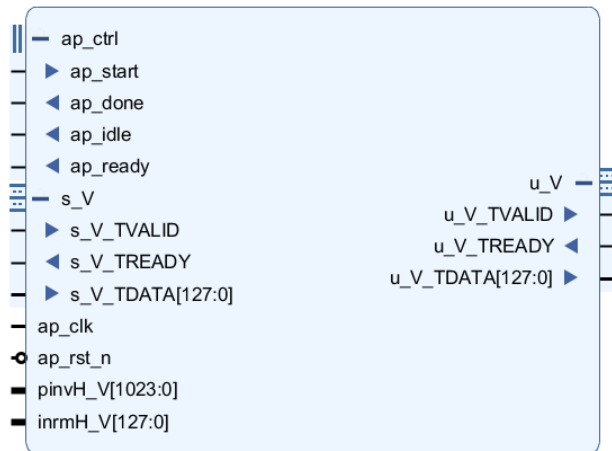 ap_ctrl
ap_start
ap_done
ap_idle
ap_ready
s_V
s_V_TVALID
s_V_TREADY
s_V_TDATA[127:0]
ap_clk
ap_rst_n
pinvH_V[1023:0]
inrmH_V[127:0]
u_V
u_V_TVALID
u_V_TREADY
u_V_TDATA[127:0]